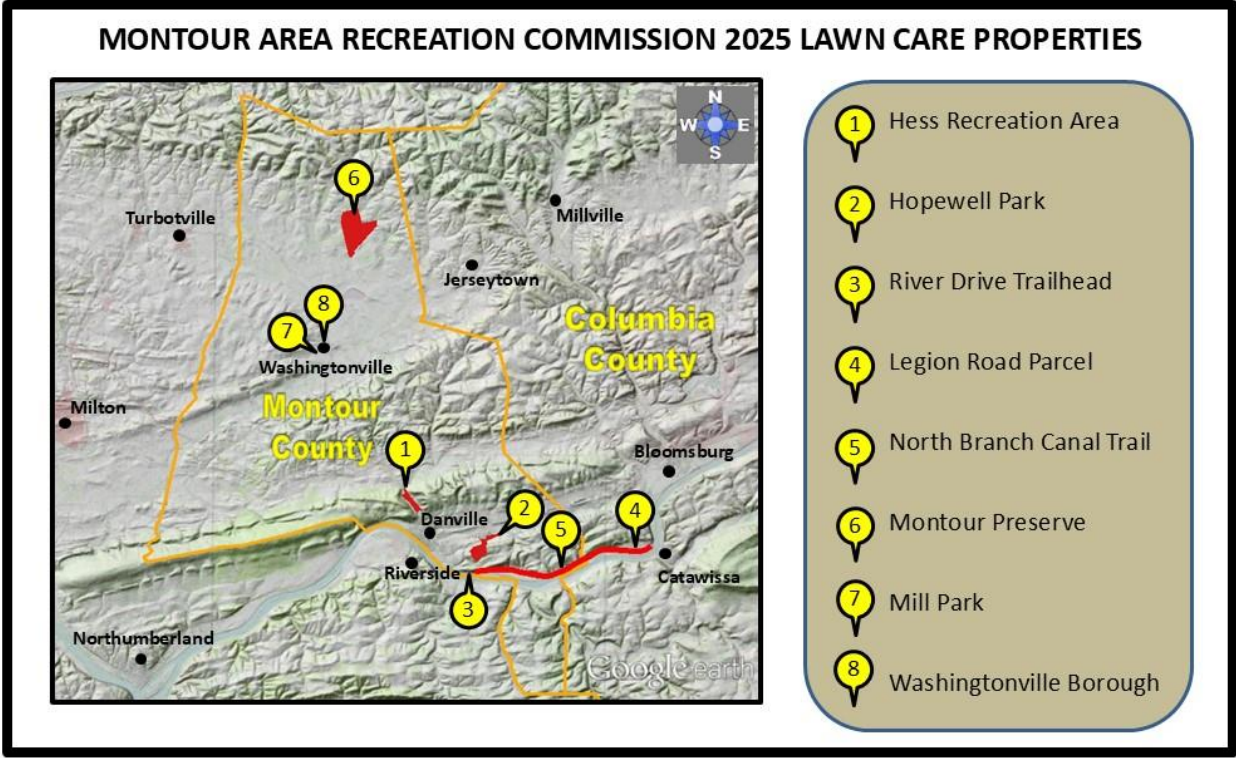 MONTOUR AREA RECREATION COMMISSION 2025 LAWN CARE PROPERTIES
N
W E
S
6
Turbotville
Millville
Jerseytown
8
7
Washingtonville
Columbia
County
Milton
Montour
County
1
Bloomsburg
2
4
5
Danville
Riverside
Catawissa
3
Northumberland
Google earth
1 Hess Recreation Area
2 Hopewell Park
3 River Drive Trailhead
4 Legion Road Parcel
5 North Branch Canal Trail
6 Montour Preserve
7 Mill Park
8 Washingtonville Borough